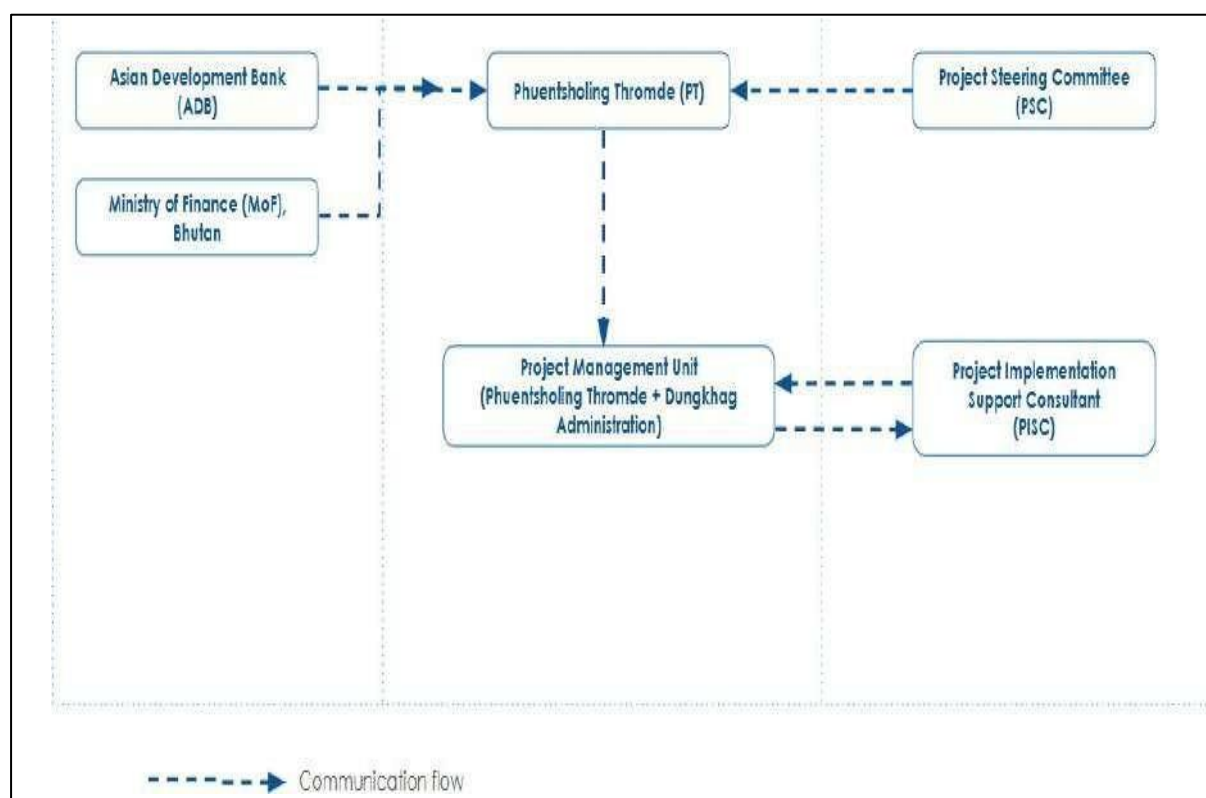 Asian Development Bank
(ADB)
Phuentsholing Thromde (PT)
Project Steering Committee
(PSC)
Ministry of Finance (MoF),
Bhutan
Project Management Unit
(Phuentsholing Thromde + Dungkhag
Administration)
Project Implementation
Support Consultant
(PISC)
Communication flow